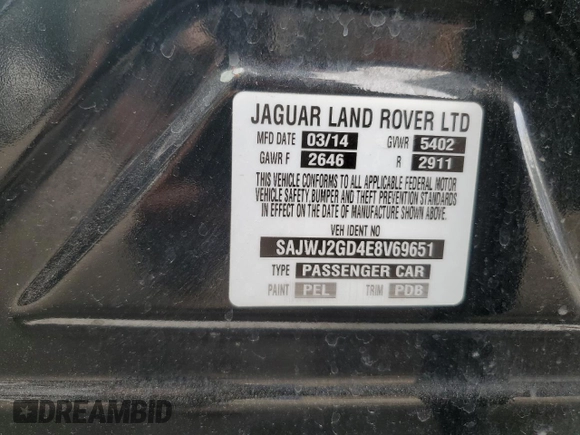 JAGUAR LAND ROVER LTD
MFD DATE 03/14 GVWR 5402
GAWR F 2646 R 2911
THIS VEHICLE CONFORMS TO ALL APPLICABLE FEDERAL MOTOR
VEHICLE SAFETY, BUMPER AND THEFT PREVENTION STANDARDS
IN EFFECT ON THE DATE OF MANUFACTURE SHOWN ABOVE.
VEH IDENT NO
SAJWJ2GD4E8V69651
TYPE PASSENGER CAR
PAINT PEL TRIM PDB
DREAMBID